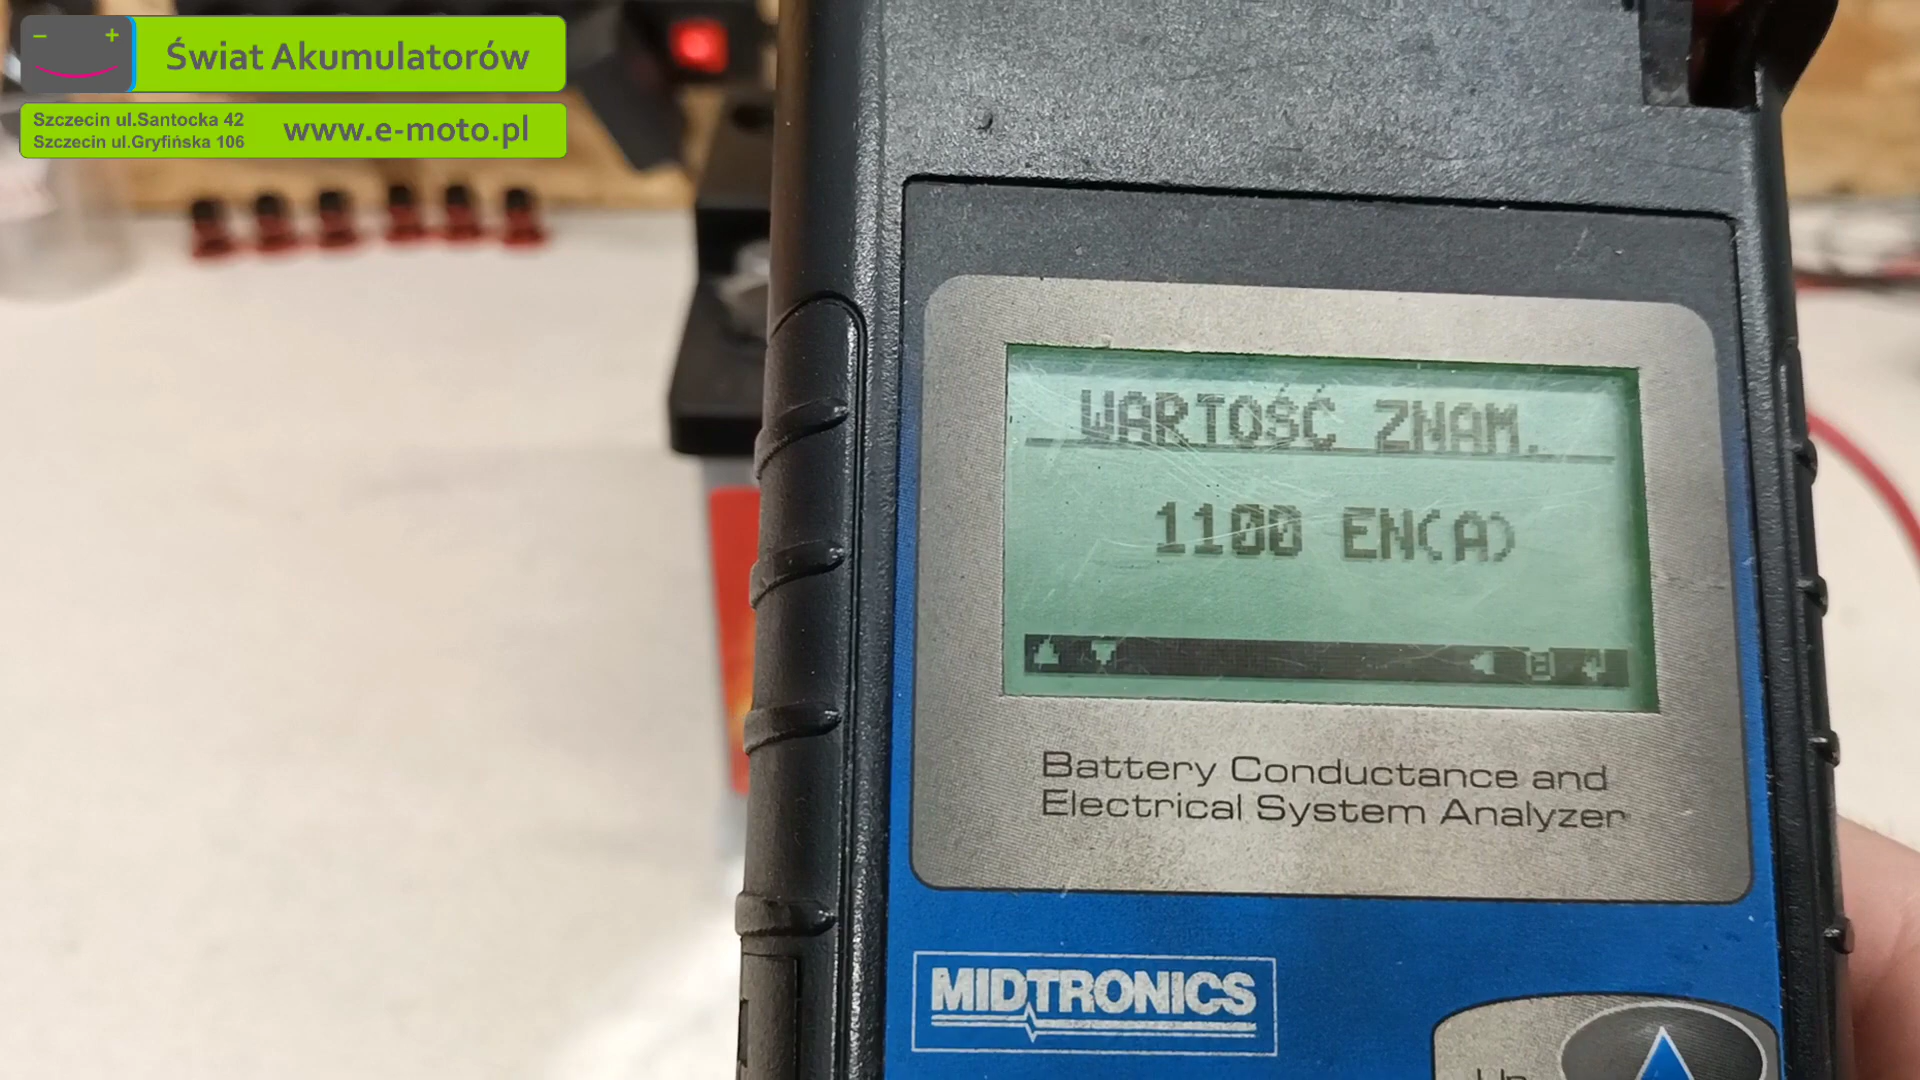 Świat Akumulatorów
Szczecin ul.Santocka 42
Szczecin ul.Gryfińska 106
www.e-moto.pl
WARTOŚĆ ZNAM.
1100 EN(A)
Battery Conductance and
Electrical System Analyzer
MIDTRONICS
Up